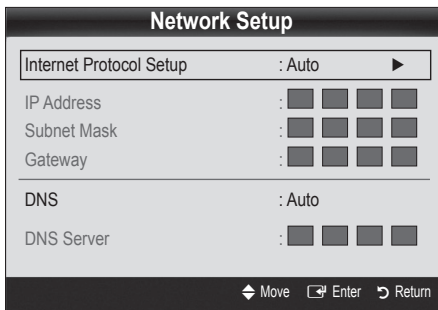 Network Setup
Internet Protocol Setup : Auto ►
IP Address :
Subnet Mask :
Gateway :
DNS : Auto
DNS Server :
Move Enter Return